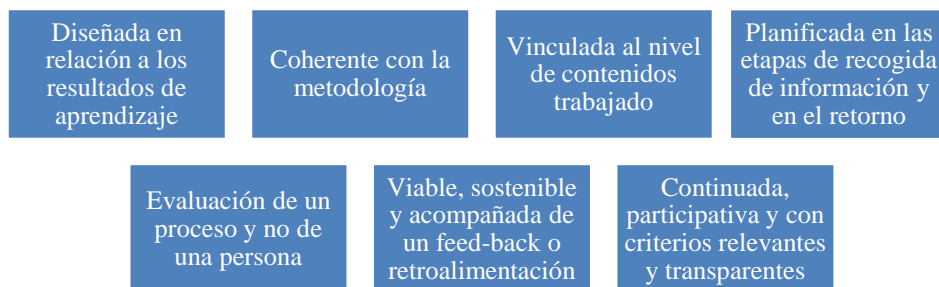 Diseñada en
relación a los
resultados de
aprendizaje
Coherente con la
metodología
Vinculada al nivel
de contenidos
trabajado
Planificada en las
etapas de recogida
de información y
en el retorno
Evaluación de un
proceso y no de
una persona
Viable, sostenible
y acompañada de
un feed-back o
retroalimentación
Continuada,
participativa y con
criterios relevantes
y transparentes